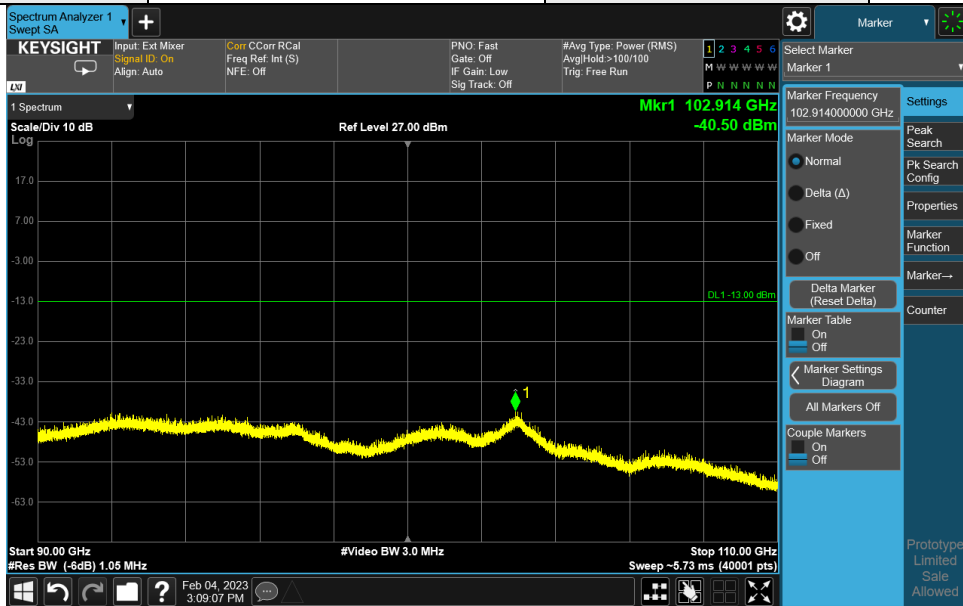 Spectrum Analyzer 1
Swept SA
Marker
KEYSIGHT
Input: Ext Mixer
Signal ID: On
Align: Auto
Corr CCorr RCal
Freq Ref: Int (S)
NFE: Off
PNO: Fast
Gate: Off
IF Gain: Low
Sig Track: Off
#Avg Type: Power (RMS)
Avg|Hold:>100/100
Trig: Free Run
1 2 3 4 5 6
M W W W W W
P N N N N N
LXI
Select Marker
Marker 1
1 Spectrum
Scale/Div 10 dB
Log
Ref Level 27.00 dBm
Mkr1 102.914 GHz
-40.50 dBm
17.0
7.00
-3.00
-13.0
-23.0
-33.0
-43.0
-53.0
-63.0
DL1 -13.00 dBm
1
Start 90.00 GHz
#Res BW (-6dB) 1.05 MHz
#Video BW 3.0 MHz
Stop 110.00 GHz
Sweep ~5.73 ms (40001 pts)
Marker Frequency
102.914000000 GHz
Marker Mode
Normal
Delta (Δ)
Fixed
Off
Delta Marker
(Reset Delta)
Marker Table
On
Off
Marker Settings
Diagram
All Markers Off
Couple Markers
On
Off
Settings
Peak
Search
Pk Search
Config
Properties
Marker
Function
Marker→
Counter
Prototype
Limited
Sale
Allowed
?
Feb 04, 2023
3:09:07 PM